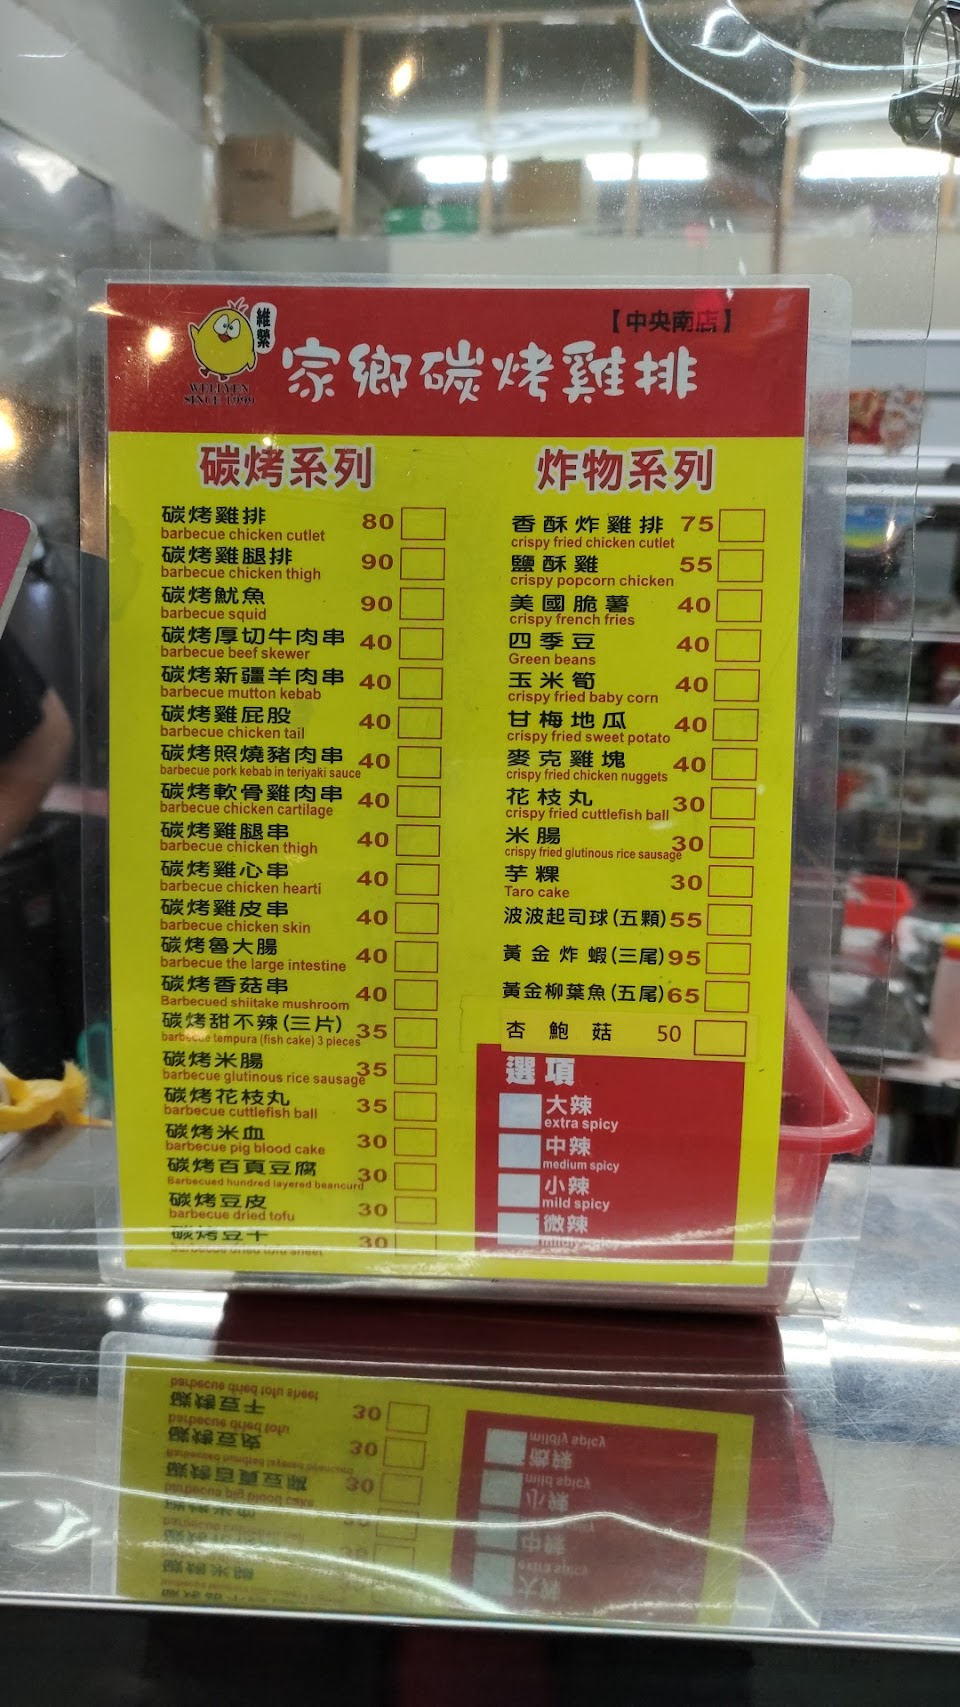 【中央南店】
維縈
WELLYEN
SINCE 1999
家鄉碳烤雞排
碳烤系列
碳烤雞排 80
barbecue chicken cutlet
碳烤雞腿排 90
barbecue chicken thigh
碳烤魷魚 90
barbecue squid
碳烤厚切牛肉串 40
barbecue beef skewer
碳烤新疆羊肉串 40
barbecue mutton kebab
碳烤雞屁股 40
barbecue chicken tail
碳烤照燒豬肉串 40
barbecue pork kebab in teriyaki sauce
碳烤軟骨雞肉串 40
barbecue chicken cartilage
碳烤雞腿串 40
barbecue chicken thigh
碳烤雞心串 40
barbecue chicken hearti
碳烤雞皮串 40
barbecue chicken skin
碳烤魯大腸 40
barbecue the large intestine
碳烤香菇串 40
Barbecued shiitake mushroom
碳烤甜不辣(三片) 35
barbecue tempura (fish cake) 3 pieces
碳烤米腸 35
barbecue glutinous rice sausage
碳烤花枝丸 35
barbecue cuttlefish ball
碳烤米血 30
barbecue pig blood cake
碳烤百頁豆腐 30
Barbecued hundred layered beancurd
碳烤豆皮 30
barbecue dried tofu
碳烤豆干 30
barbecue dried tofu sheet
炸物系列
香酥炸雞排 75
crispy fried chicken cutlet
鹽酥雞 55
crispy popcorn chicken
美國脆薯 40
crispy french fries
四季豆 40
Green beans
玉米筍 40
crispy fried baby corn
甘梅地瓜 40
crispy fried sweet potato
麥克雞塊 40
crispy fried chicken nuggets
花枝丸 30
crispy fried cuttlefish ball
米腸 30
crispy fried glutinous rice sausage
芋粿 30
Taro cake
波波起司球(五顆) 55
黃金炸蝦(三尾) 95
黃金柳葉魚(五尾) 65
杏鮑菇 50
選項
大辣
extra spicy
中辣
medium spicy
小辣
mild spicy
微辣
mildly spicy